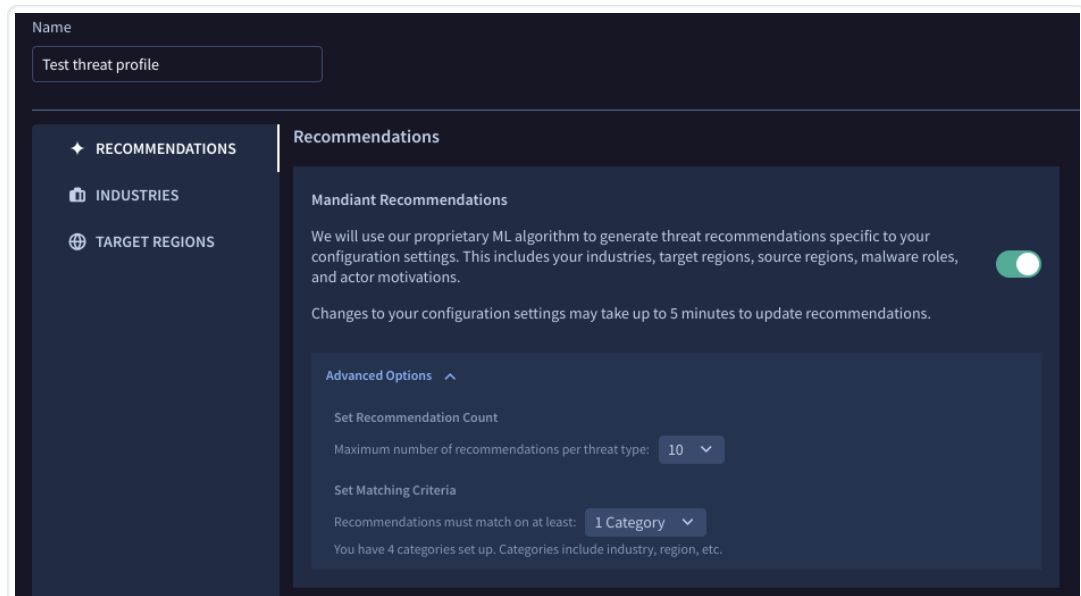 Name
Test threat profile
RECOMMENDATIONS
INDUSTRIES
TARGET REGIONS
Recommendations
Mandiant Recommendations
We will use our proprietary ML algorithm to generate threat recommendations specific to your
configuration settings. This includes your industries, target regions, source regions, malware roles,
and actor motivations.
Changes to your configuration settings may take up to 5 minutes to update recommendations.
Advanced Options
Set Recommendation Count
Maximum number of recommendations per threat type: 10
Set Matching Criteria
Recommendations must match on at least: 1 Category
You have 4 categories set up. Categories include industry, region, etc.